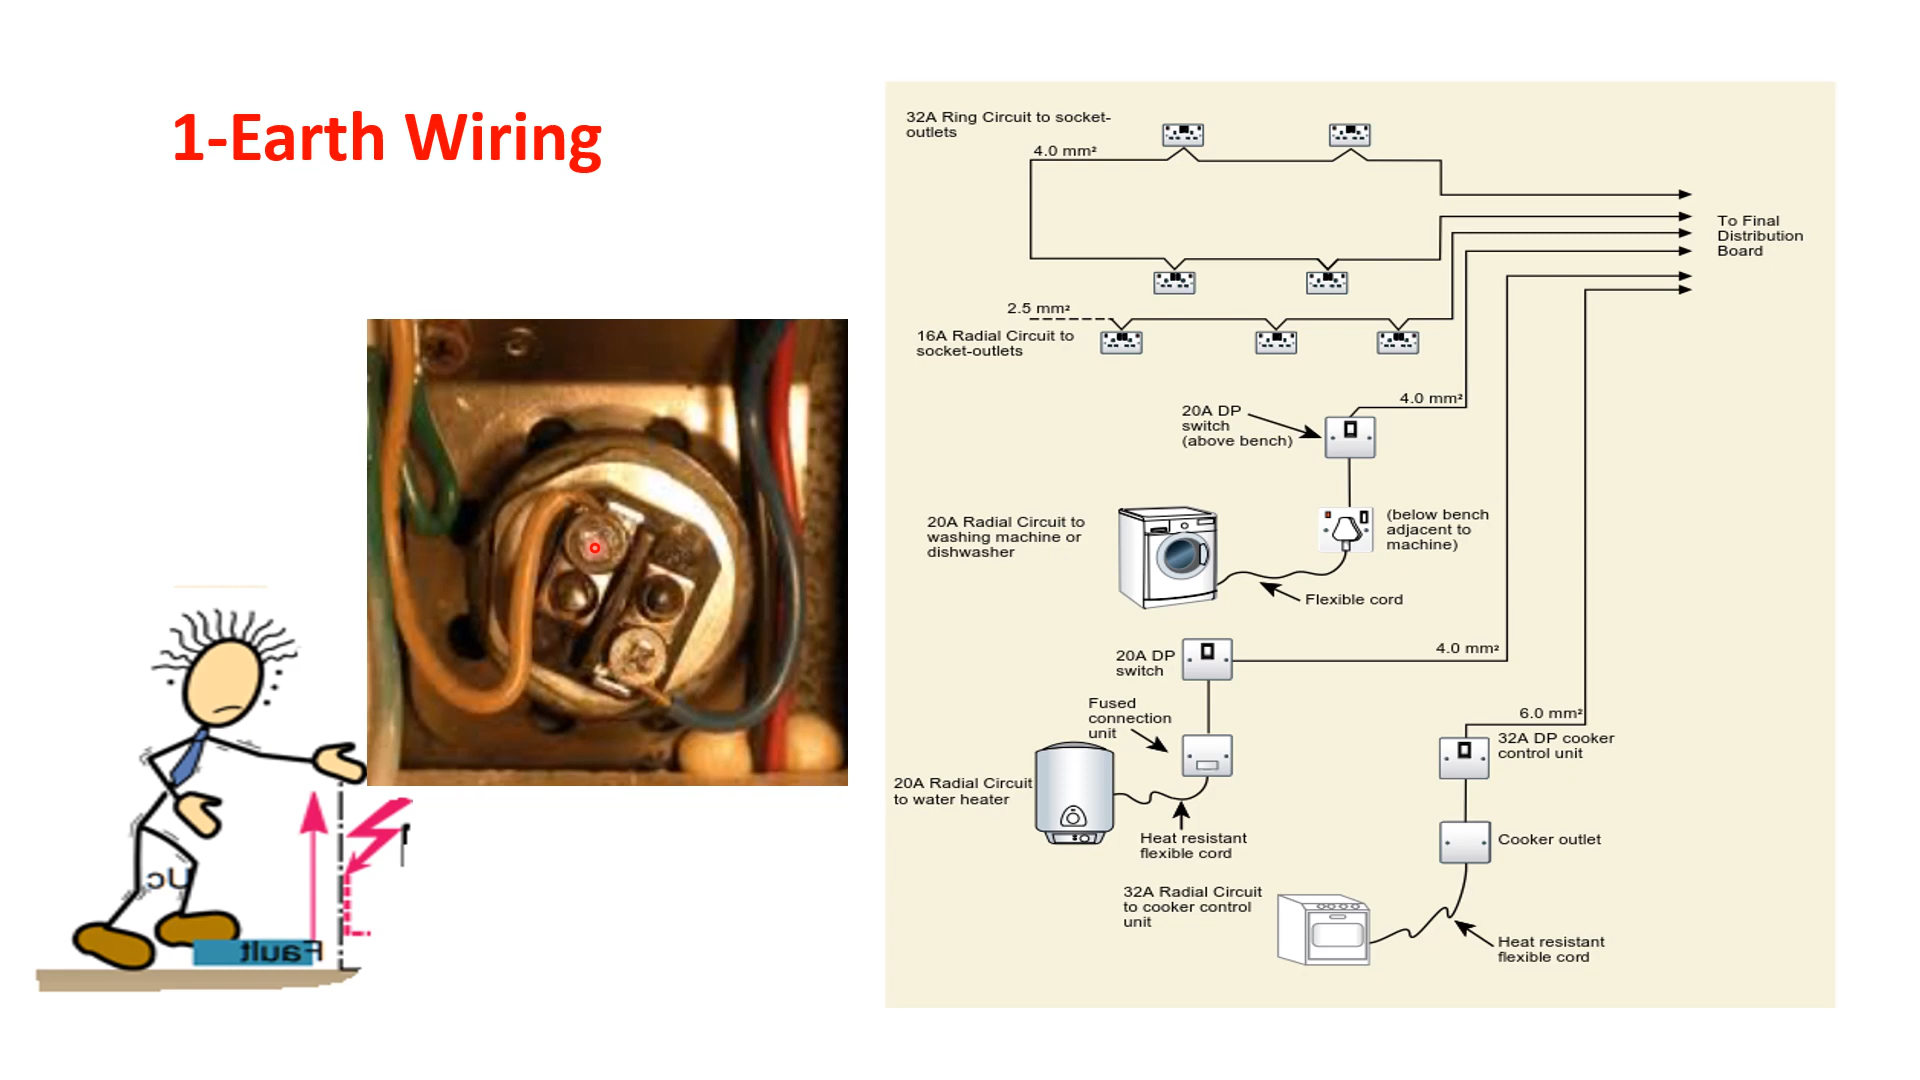 1-Earth Wiring
32A Ring Circuit to socket-
outlets
4.0 mm²
To Final
Distribution
Board
2.5 mm²
16A Radial Circuit to
socket-outlets
4.0 mm²
20A DP
switch
(above bench)
20A Radial Circuit to
washing machine or
dishwasher
(below bench
adjacent to
machine)
Flexible cord
20A DP
switch
4.0 mm²
Fused
connection
unit
20A Radial Circuit
to water heater
Heat resistant
flexible cord
6.0 mm²
32A DP cooker
control unit
Cooker outlet
32A Radial Circuit
to cooker control
unit
Heat resistant
flexible cord
Uc
Fault